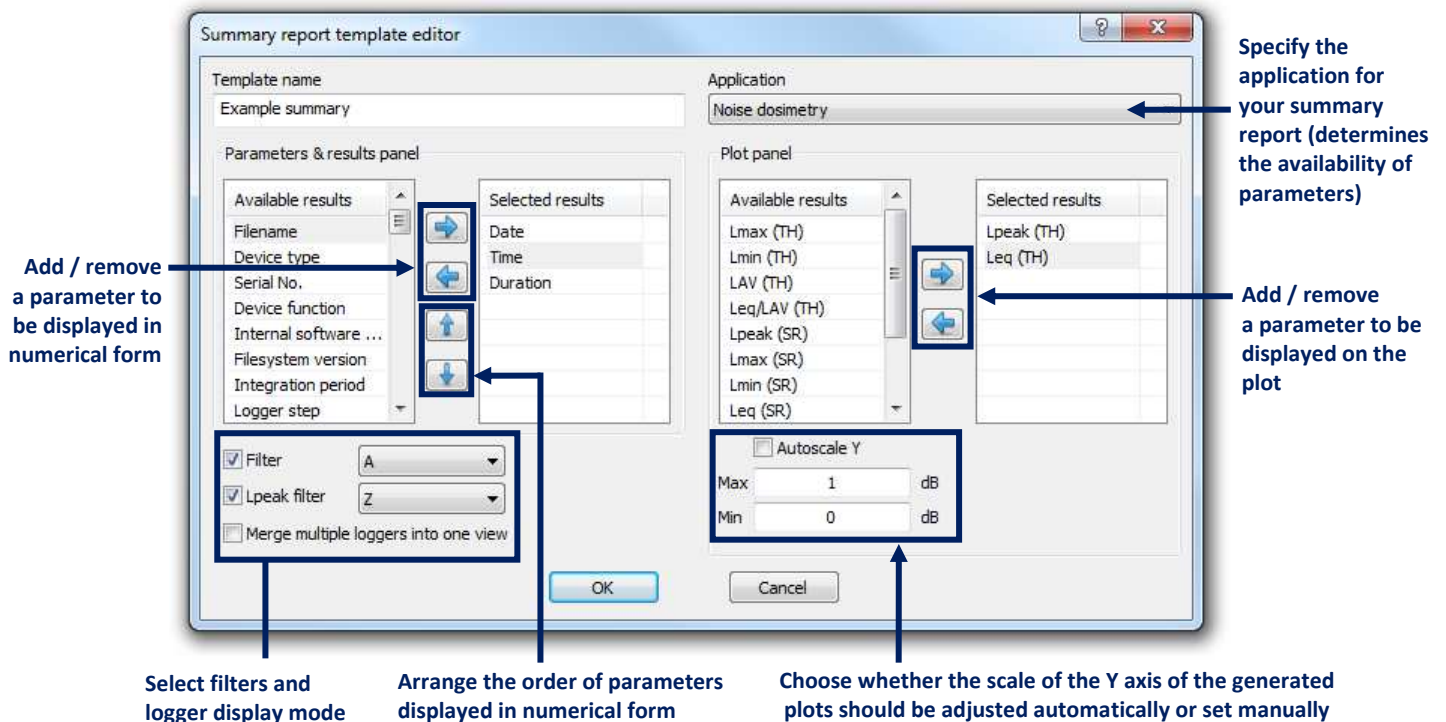 Summary report template editor
Template name
Example summary
Application
Noise dosimetry
Parameters & results panel
Available results
Filename
Device type
Serial No.
Device function
Internal software ...
Filesystem version
Integration period
Logger step
Selected results
Date
Time
Duration
Filter
A
Lpeak filter
Z
Merge multiple loggers into one view
Plot panel
Available results
Lmax (TH)
Lmin (TH)
LAV (TH)
Leq/LAV (TH)
Lpeak (SR)
Lmax (SR)
Lmin (SR)
Leq (SR)
Selected results
Lpeak (TH)
Leq (TH)
Autoscale Y
Max 1 dB
Min 0 dB
OK
Cancel
Specify the
application for
your summary
report (determines
the availability of
parameters)
Add / remove
a parameter to
be displayed in
numerical form
Add / remove
a parameter to be
displayed on the
plot
Select filters and
logger display mode
Arrange the order of parameters
displayed in numerical form
Choose whether the scale of the Y axis of the generated
plots should be adjusted automatically or set manually